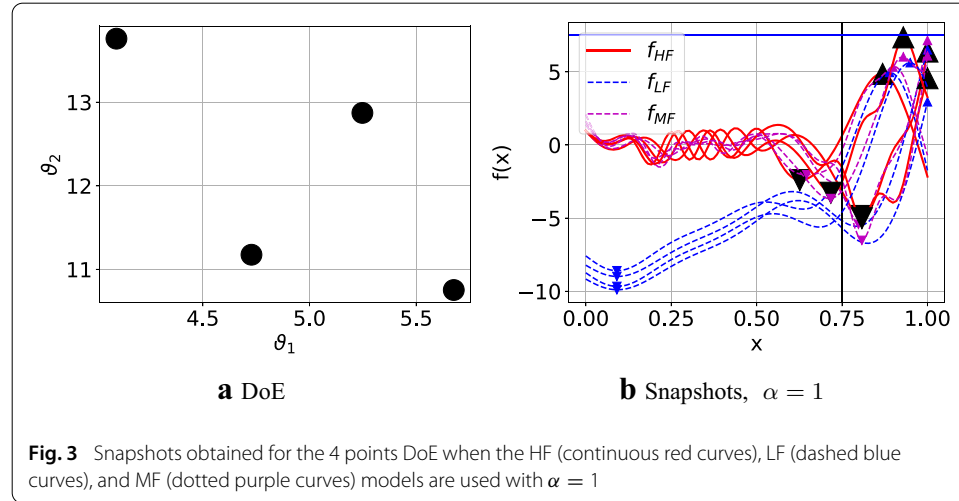 13
12
11
ϑ₂
4.5 5.0 5.5
ϑ₁
a DoE
5
0
−5
−10
f(x)
f_HF
f_LF
f_MF
0.00 0.25 0.50 0.75 1.00
x
b Snapshots, α = 1
Fig. 3 Snapshots obtained for the 4 points DoE when the HF (continuous red curves), LF (dashed blue
curves), and MF (dotted purple curves) models are used with α = 1